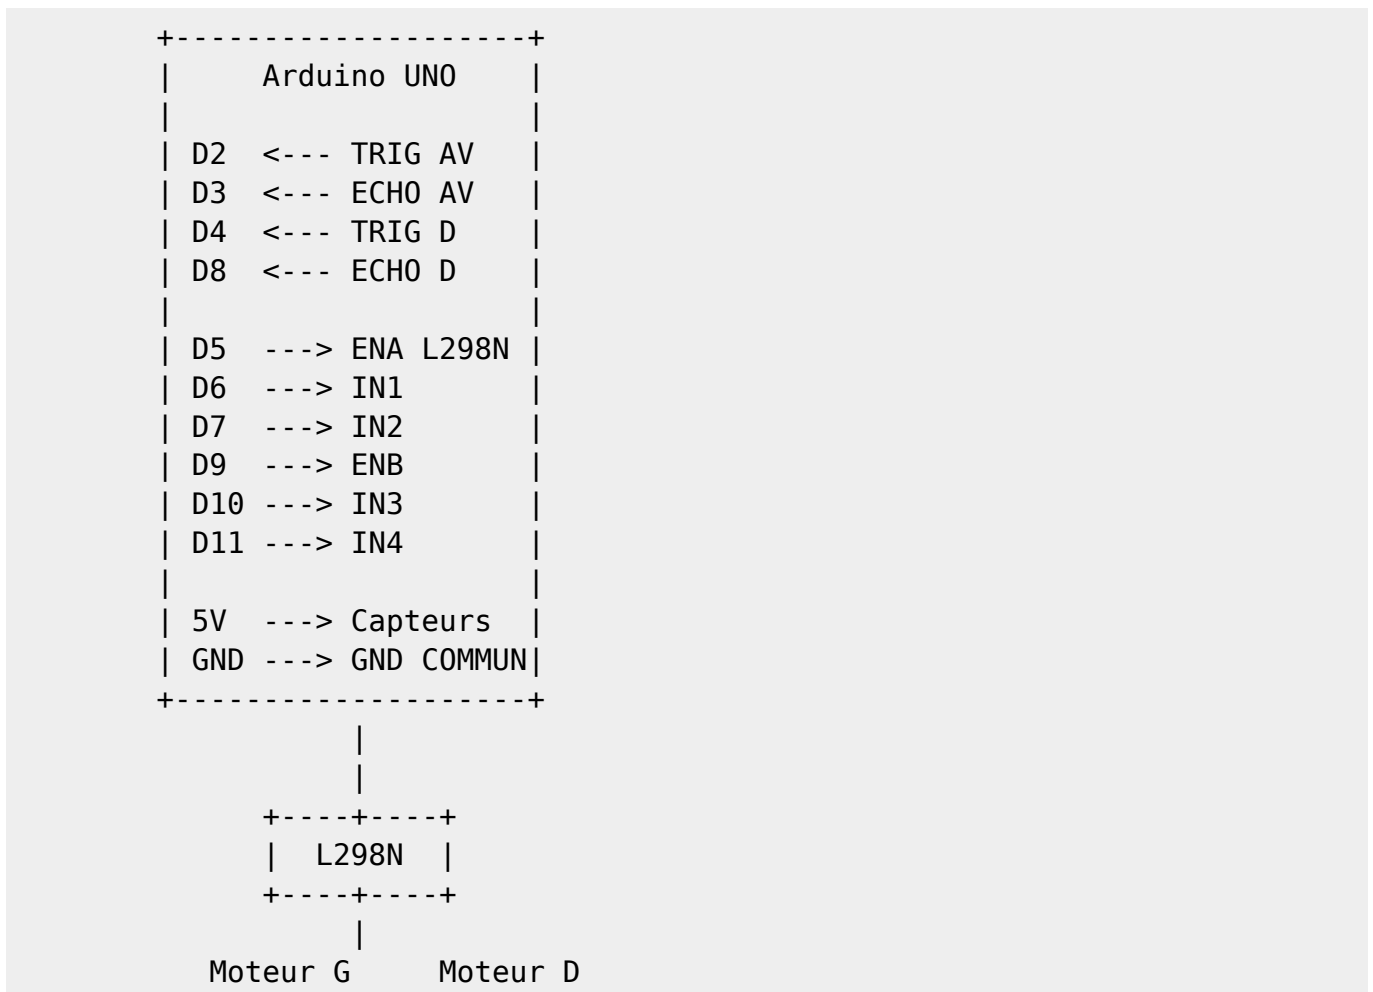 +--------------------+
|     Arduino UNO    |
|                    |
| D2  <--- TRIG AV   |
| D3  <--- ECHO AV   |
| D4  <--- TRIG D    |
| D8  <--- ECHO D    |
|                    |
| D5  ---> ENA L298N |
| D6  ---> IN1       |
| D7  ---> IN2       |
| D9  ---> ENB       |
| D10 ---> IN3       |
| D11 ---> IN4       |
|                    |
| 5V  ---> Capteurs  |
| GND ---> GND COMMUN|
+--------------------+
           |
           |
      +----+----+
      |  L298N  |
      +----+----+
           |
   Moteur G     Moteur D